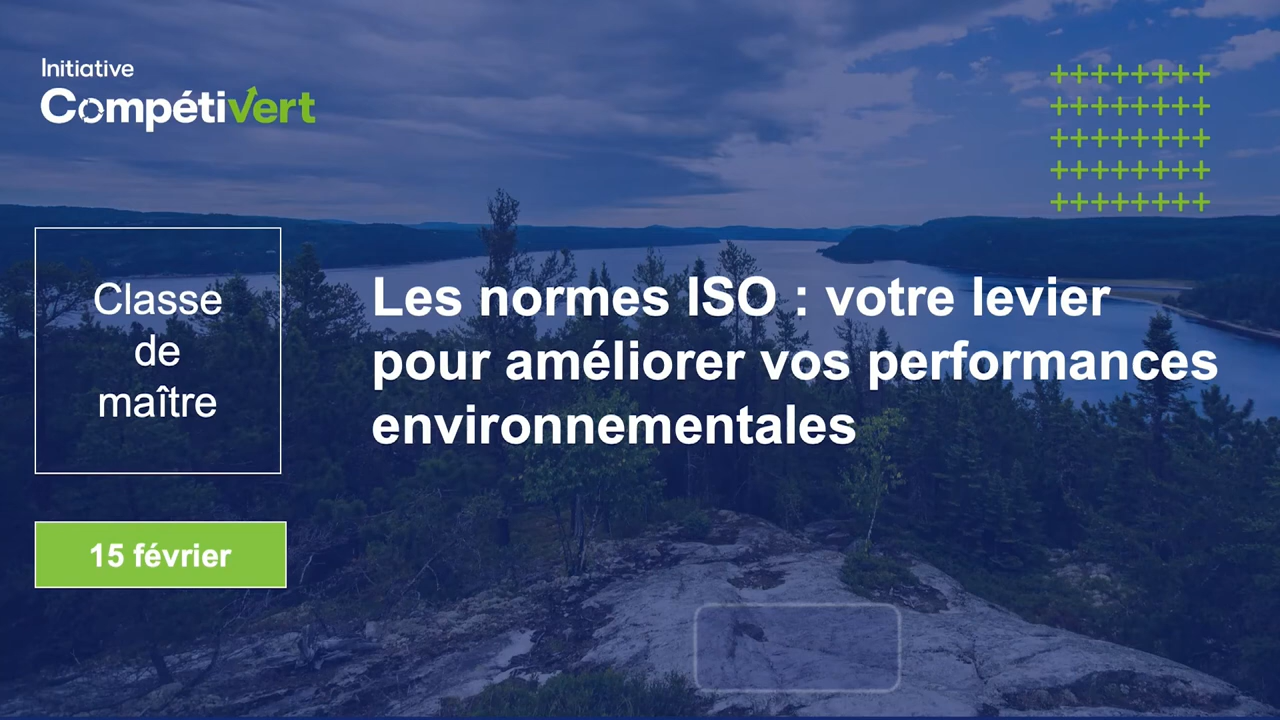 Initiative
CompétiVert
Classe
de
maître
Les normes ISO : votre levier
pour améliorer vos performances
environnementales
15 février